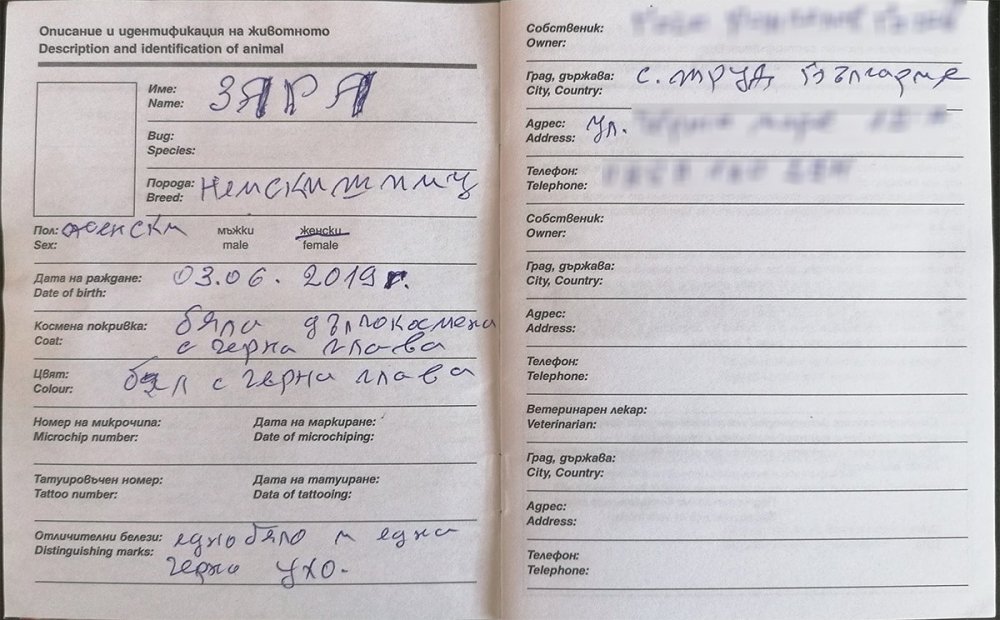 Описание и идентификация на животното
Description and identification of animal
Име: ЗЯРА
Name:
Вид:
Species:
Порода: Немски шпиц
Breed:
Пол: женски мъжки женски
Sex: male female
Дата на раждане: 03.06.2019г.
Date of birth:
Космена покривка: бяла дългокосмена
Coat: с черна глава
Цвят: бял с черна глава
Colour:
Номер на микрочипа: Дата на маркиране:
Microchip number: Date of microchiping:
Татуировъчен номер: Дата на татуиране:
Tattoo number: Data of tattooing:
Отличителни белези: едно бяло и една
Distinguishing marks: черно ухо.
Собственик:
Owner:
Град, държава: с. Труд, България
City, Country:
Адрес: ул.
Address:
Телефон:
Telephone:
Собственик:
Owner:
Град, държава:
City, Country:
Адрес:
Address:
Телефон:
Telephone:
Ветеринарен лекар:
Veterinarian:
Град, държава:
City, Country:
Адрес:
Address:
Телефон:
Telephone: